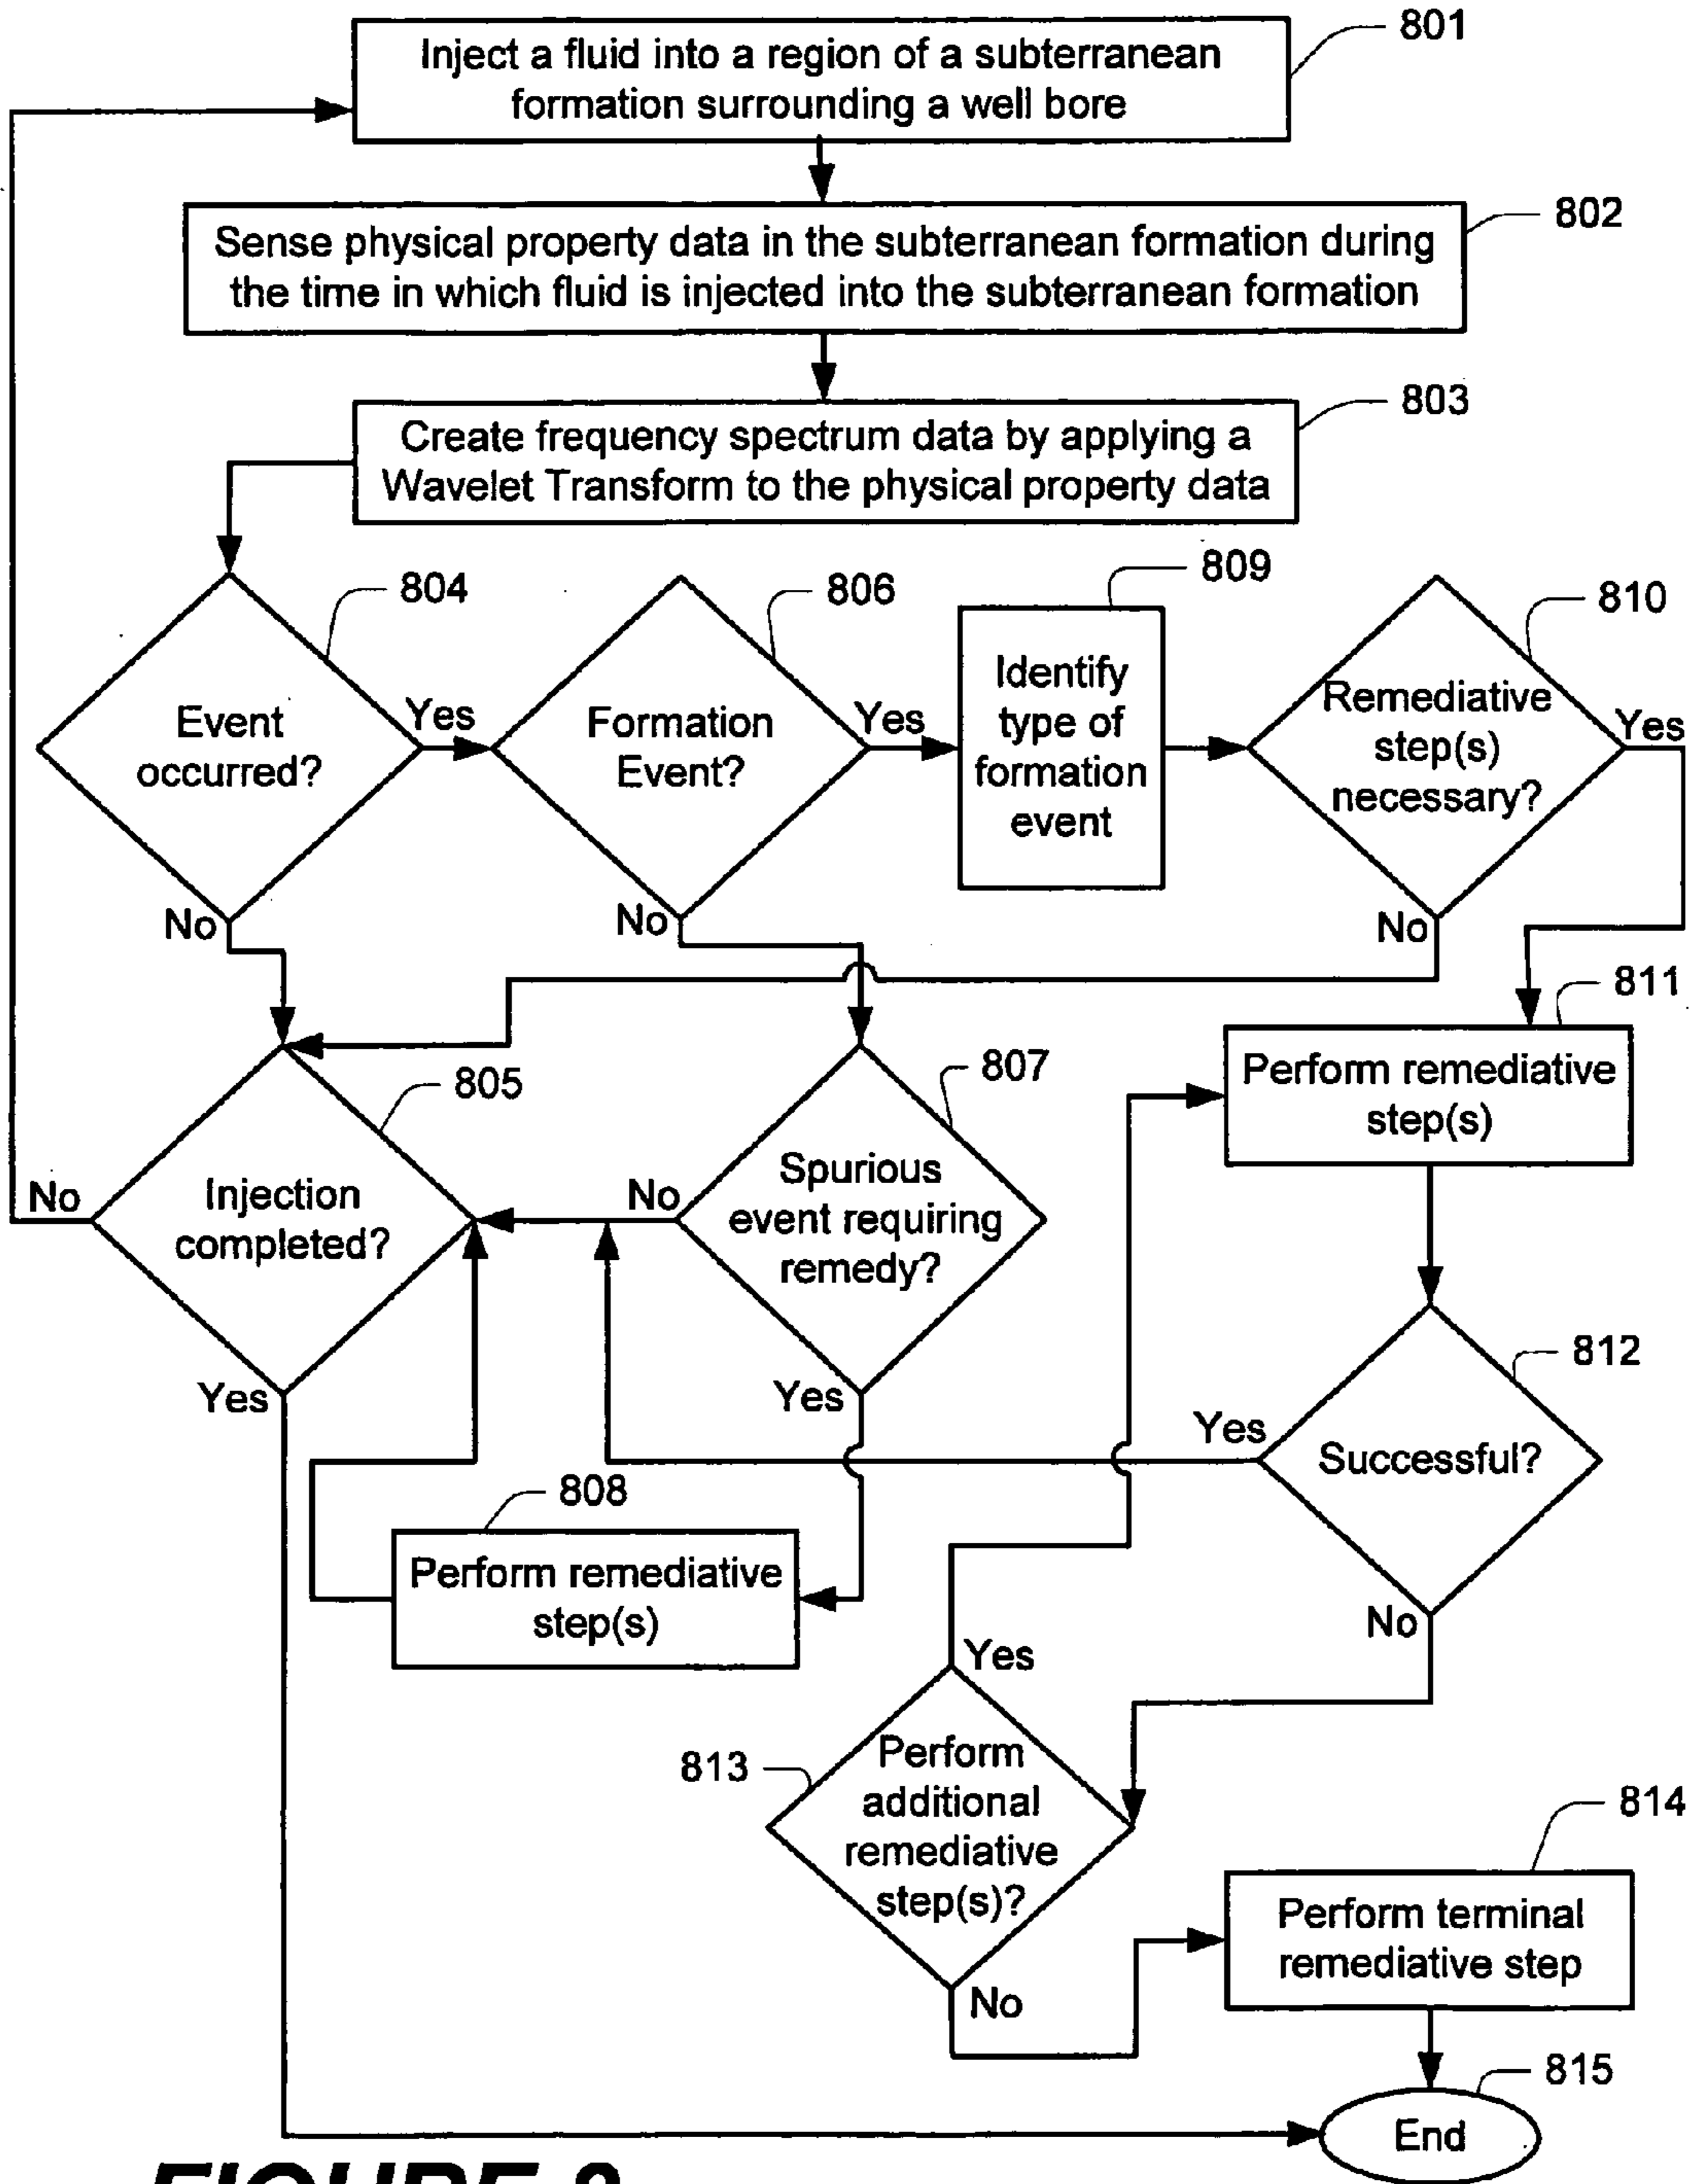 801
Inject a fluid into a region of a subterranean
formation surrounding a well bore
802
Sense physical property data in the subterranean formation during
the time in which fluid is injected into the subterranean formation
803
Create frequency spectrum data by applying a
Wavelet Transform to the physical property data
804
Event
occurred?
Yes
No
806
Formation
Event?
Yes
No
809
Identify
type of
formation
event
810
Remediative
step(s)
necessary?
Yes
No
805
Injection
completed?
No
Yes
807
Spurious
event requiring
remedy?
No
Yes
811
Perform remediative
step(s)
808
Perform remediative
step(s)
812
Successful?
Yes
No
813
Perform
additional
remediative
step(s)?
Yes
No
814
Perform terminal
remediative step
815
End